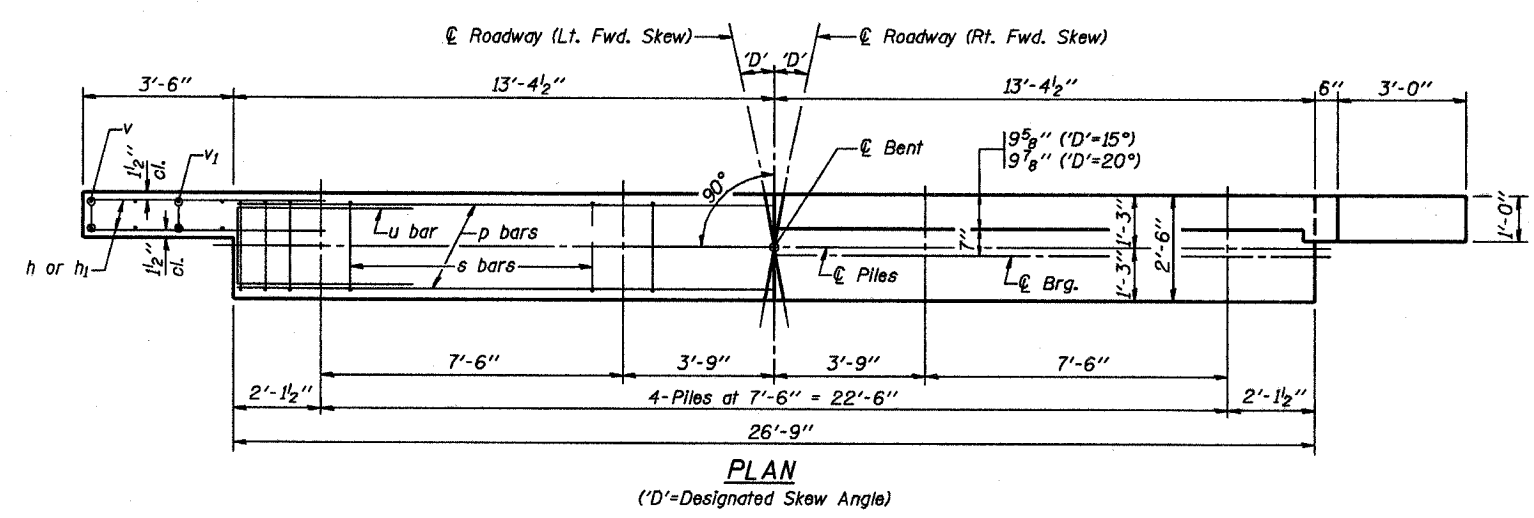 ℄ Roadway (Lt. Fwd. Skew)
℄ Roadway (Rt. Fwd. Skew)
'D' 'D'
3'-6"
13'-4½"
13'-4½"
6"
3'-0"
v
v1
1½" cl.
℄ Bent
9⅝" ('D'=15°)
9⅞" ('D'=20°)
90°
u bar
p bars
s bars
h or h1
1½" cl.
7"
1'-3"
1'-3"
2'-6"
1'-0"
℄ Piles
℄ Brg.
7'-6"
3'-9"
3'-9"
7'-6"
2'-1½"
4-Piles at 7'-6" = 22'-6"
2'-1½"
26'-9"
PLAN
('D'=Designated Skew Angle)